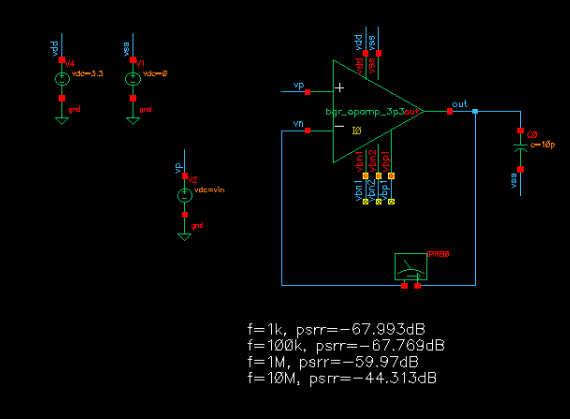 vdd
V4
vdc=3.3
gnd
vss
V1
vdc=0
gnd
vp
V2
vdc=vin
gnd
vdd
vss
vdd
vss
vp
vn
bgr_opamp_3p3
out
I0
out
C0
c=10p
vss
vbn1
vbn2
vbp1
vbn1
vbn2
vbp1
f=1k, psrr=-67.993dB
f=100k, psrr=-67.769dB
f=1M, psrr=-59.97dB
f=10M, psrr=-44.313dB